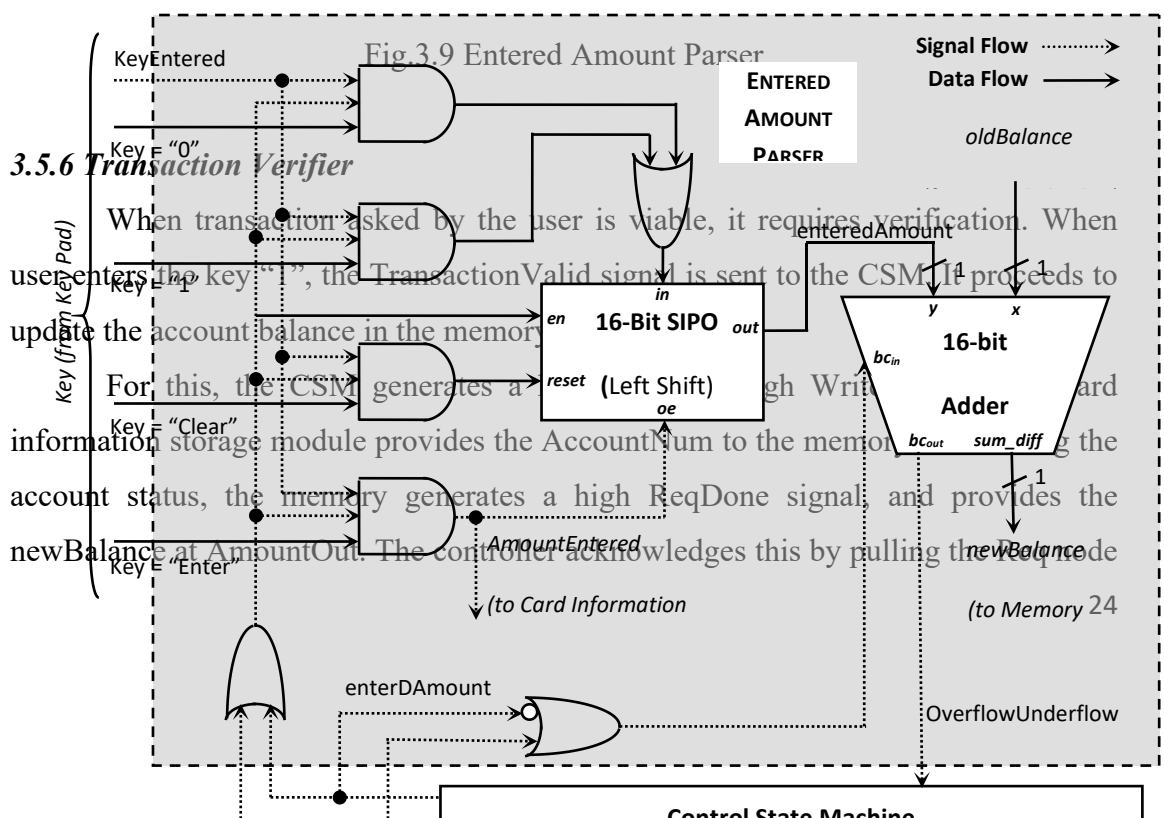 Fig.3.9 Entered Amount Parser
Signal Flow
Data Flow
KeyEntered
ENTERED
AMOUNT
PARSER
oldBalance
Key = "0"
3.5.6 Transaction Verifier
When transaction asked by the user is viable, it requires verification. When
user enters the key "1", the TransactionValid signal is sent to the CSM. It proceeds to
update the account balance in the memory
For this, the CSM generates a gh Write ard
information storage module provides the AccountNum to the memory g the
account status, the memory generates a high ReqDone signal, and provides the
newBalance at AmountOut. The controller acknowledges this by pulling the Req node
24
Key (from Key Pad)
Key = "1"
Key = "Clear"
Key = "Enter"
enteredAmount
1
1
in
en
16-Bit SIPO
out
reset
(Left Shift)
oe
y
x
16-bit
Adder
bcin
bcout
sum_diff
1
AmountEntered
(to Card Information
newBalance
(to Memory
enterDAmount
OverflowUnderflow
Control State Machine